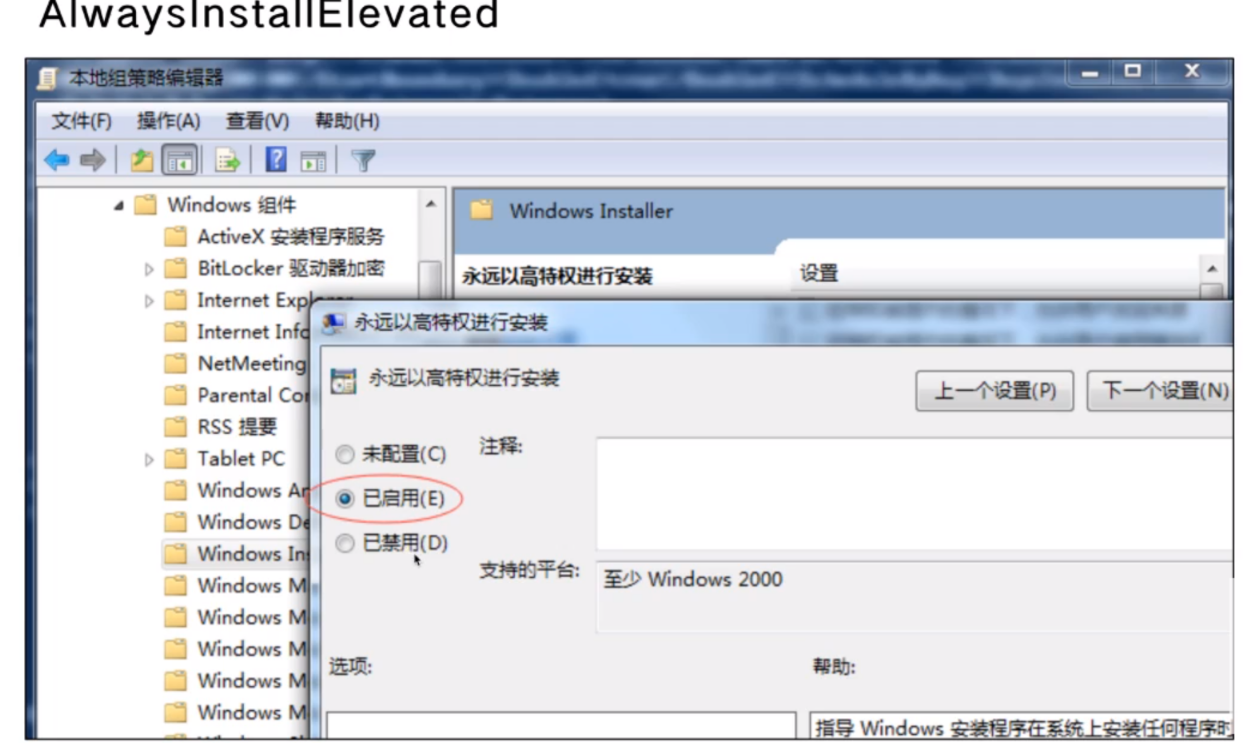 AlwaysInstallElevated
本地组策略编辑器
文件(F) 操作(A) 查看(V) 帮助(H)
Windows 组件
ActiveX 安装程序服务
BitLocker 驱动器加密
Internet
Internet
NetMeeting
Parental
RSS 提要
Tablet PC
Windows
Windows
Windows
Windows
Windows
Windows
Windows
Windows
Windows Installer
永远以高特权进行安装
设置
永远以高特权进行安装
永远以高特权进行安装
上一个设置(P) 下一个设置(N)
未配置(C)
已启用(E)
已禁用(D)
注释:
支持的平台:
至少 Windows 2000
选项:
帮助:
指导 Windows 安装程序在系统上安装任何程序时